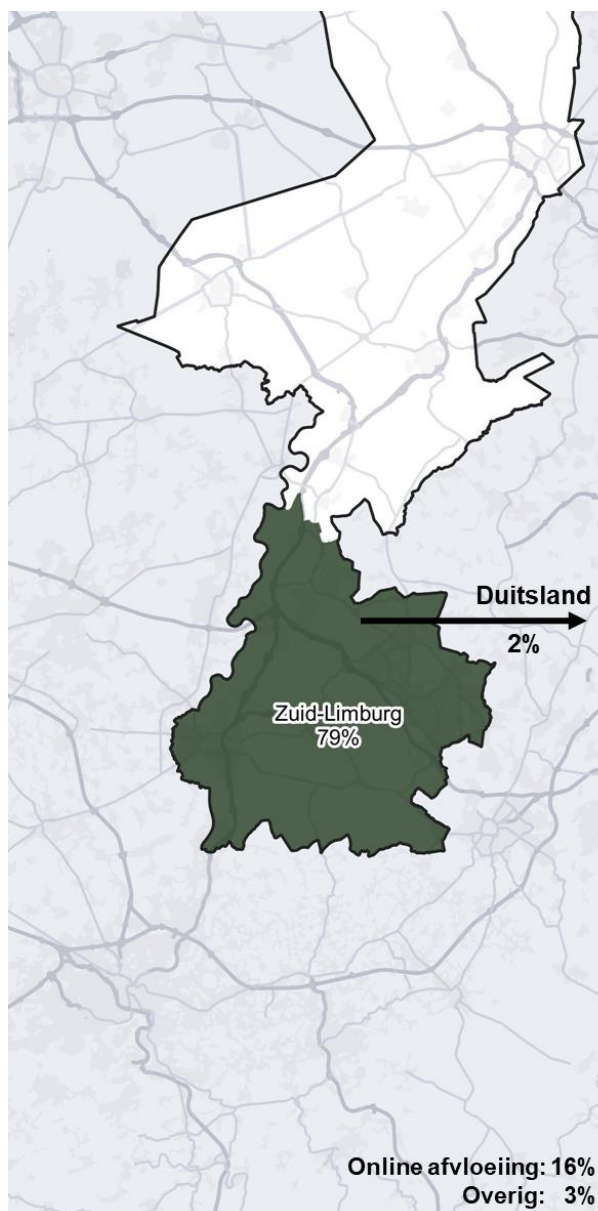 Duitsland
2%
Zuid-Limburg
79%
Online afvloeiing: 16%
Overig: 3%